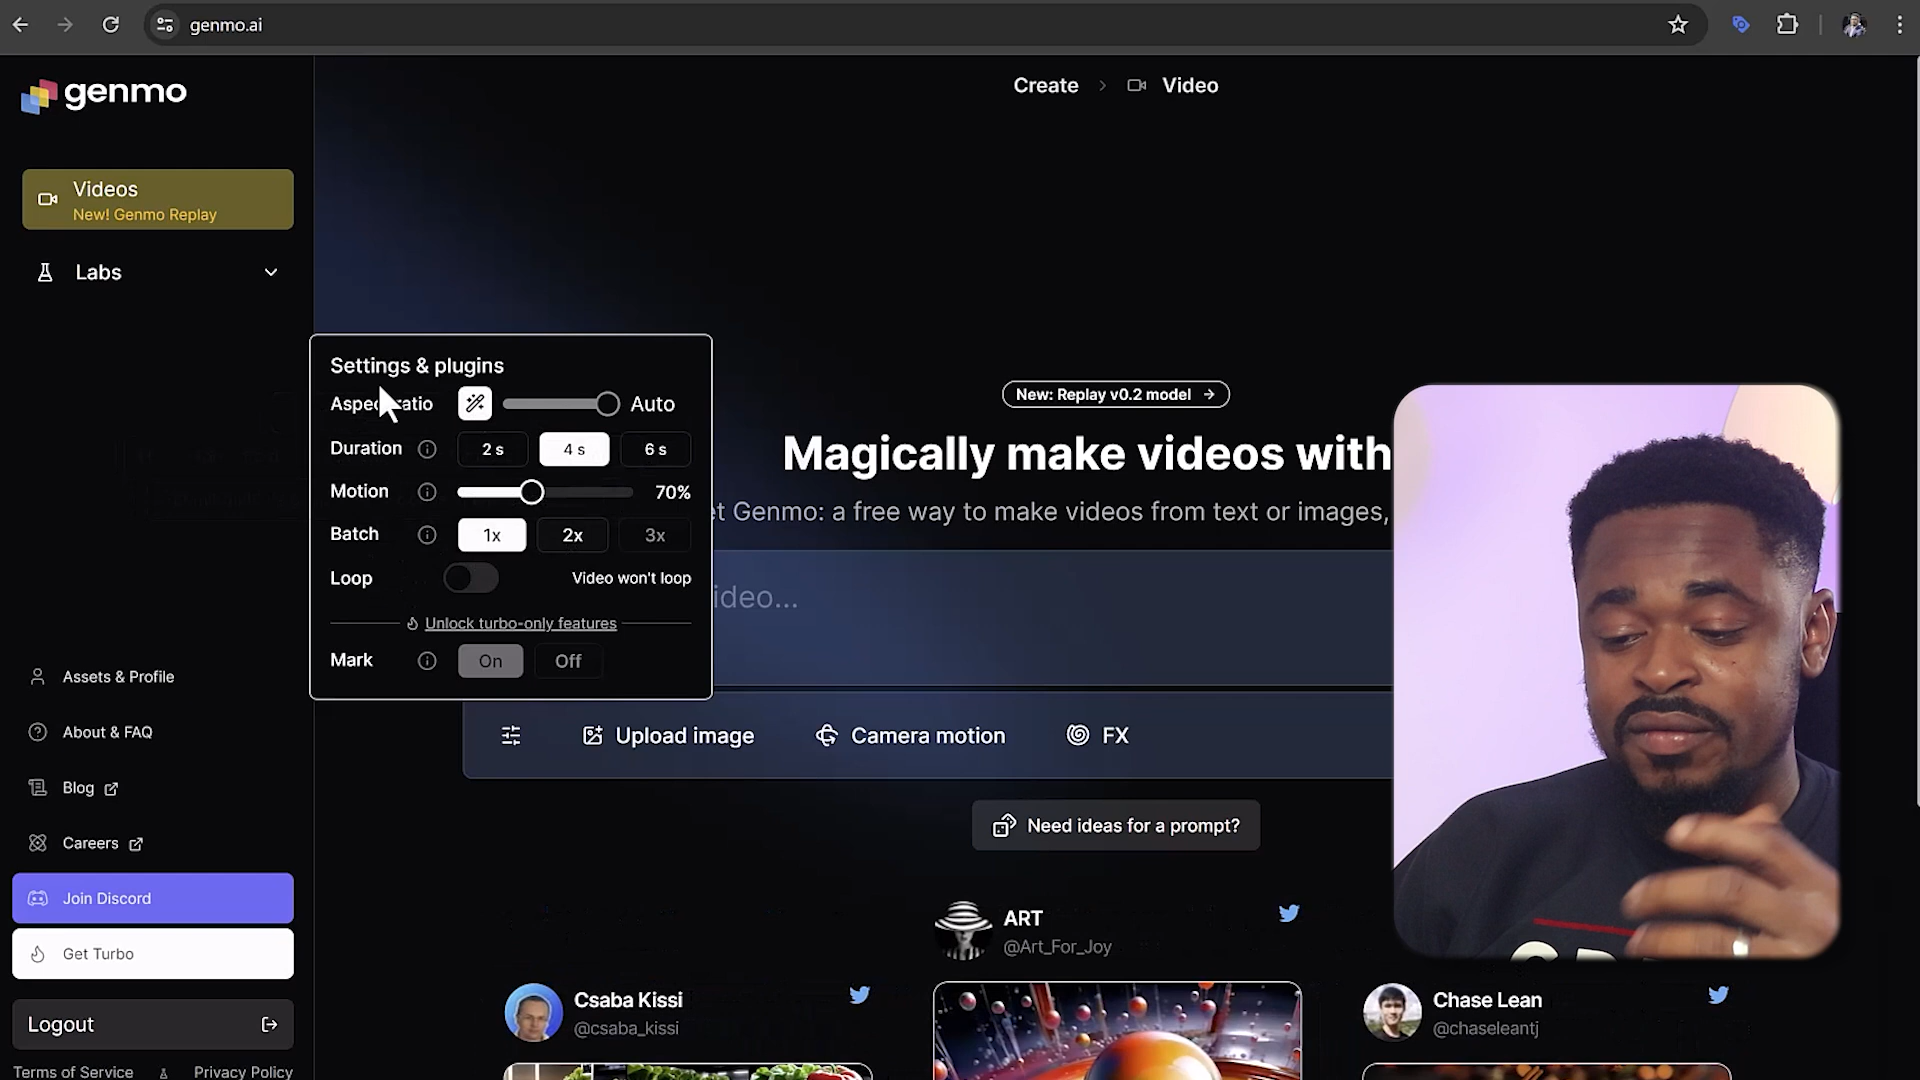 genmo.ai
genmo
Create > Video
Videos
New! Genmo Replay
Labs
Settings & plugins
Auto
Duration 2 s 4 s 6 s
Motion 70%
Batch 1x 2x 3x
Loop Video won't loop
Unlock turbo-only features
Mark On Off
New: Replay v0.2 model →
Magically make videos with
Genmo: a free way to make videos from text or images,
Upload image Camera motion FX
Need ideas for a prompt?
Assets & Profile
About & FAQ
Blog
Careers
Join Discord
Get Turbo
Logout
Terms of Service Privacy Policy
ART
@Art_For_Joy
Csaba Kissi
@csaba_kissi
Chase Lean
@chaseleantj